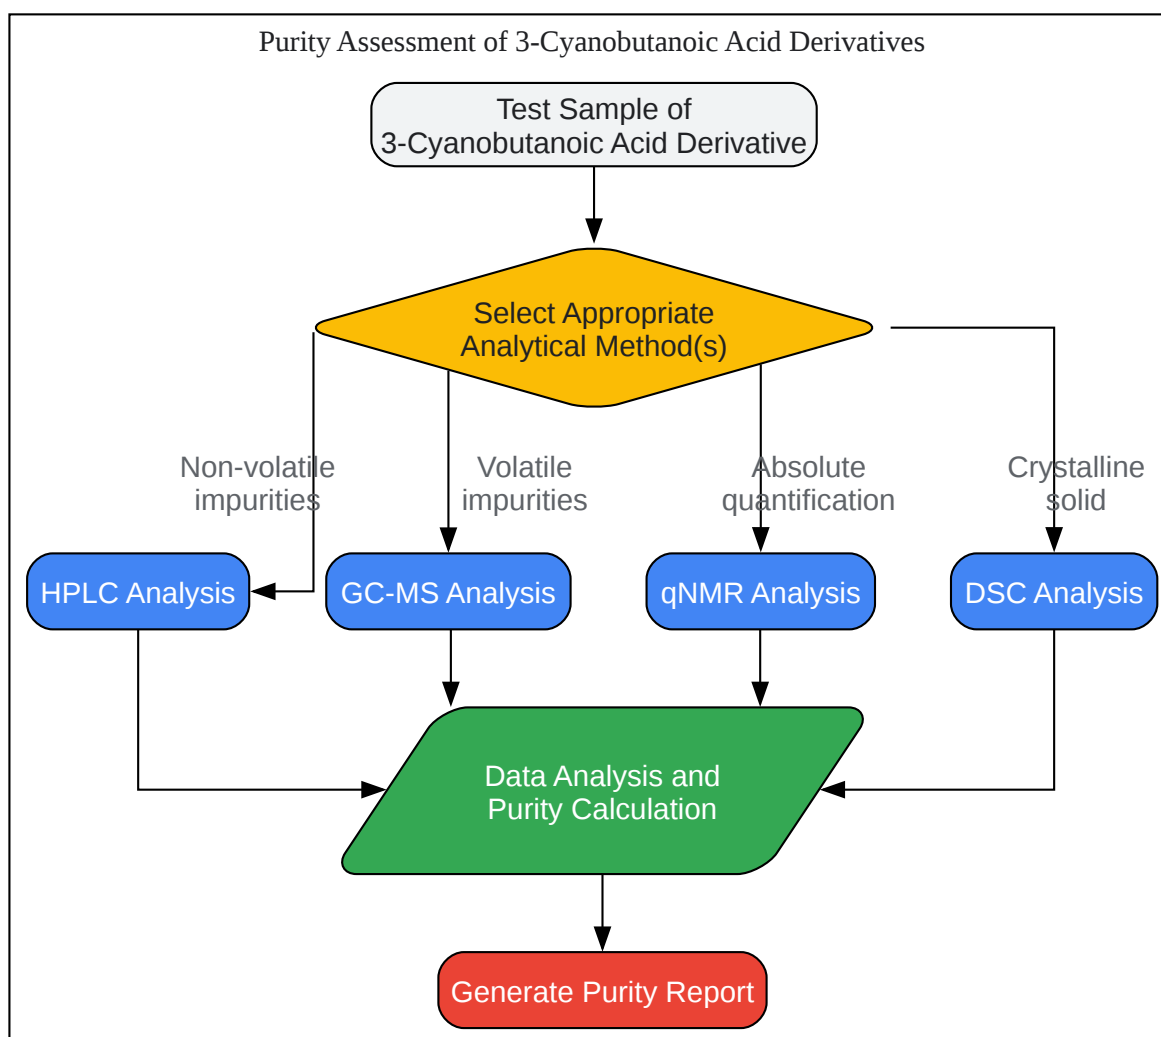 Purity Assessment of 3-Cyanobutanoic Acid Derivatives
Test Sample of
3-Cyanobutanoic Acid Derivative
Select Appropriate
Analytical Method(s)
Non-volatile
impurities
Volatile
impurities
Absolute
quantification
Crystalline
solid
HPLC Analysis
GC-MS Analysis
qNMR Analysis
DSC Analysis
Data Analysis and
Purity Calculation
Generate Purity Report